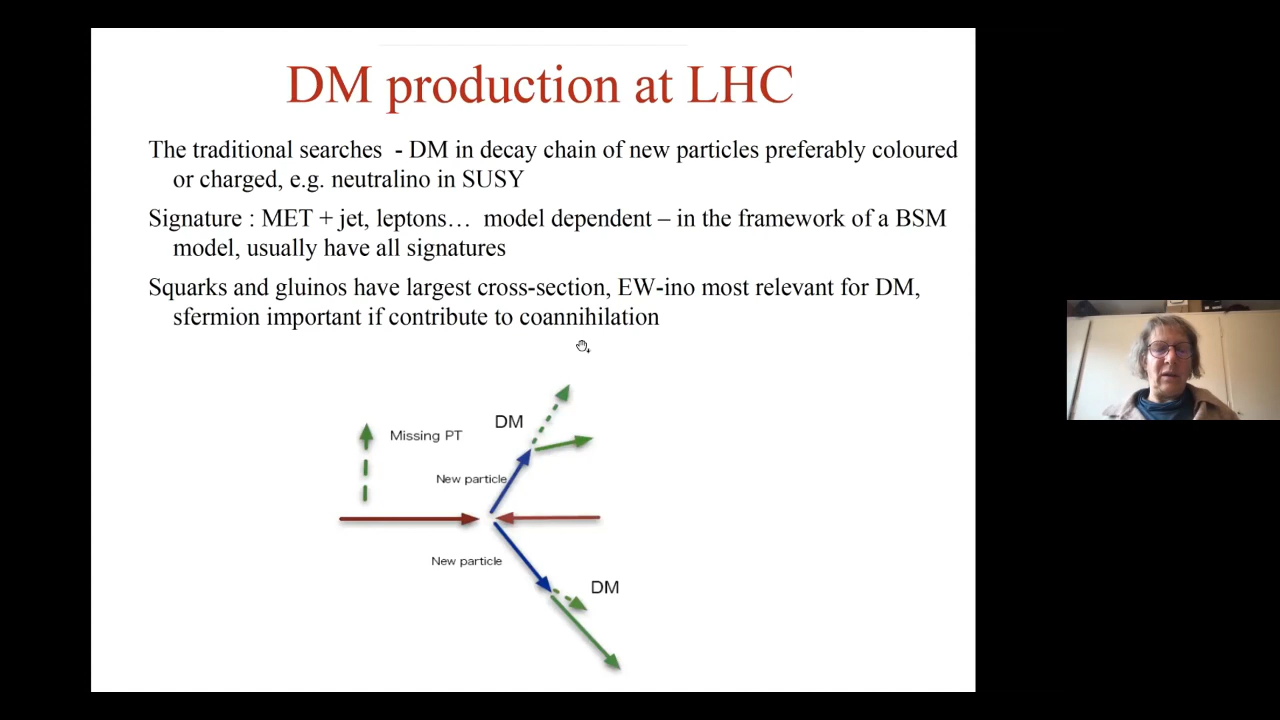 DM production at LHC
The traditional searches - DM in decay chain of new particles preferably coloured
or charged, e.g. neutralino in SUSY
Signature : MET + jet, leptons… model dependent – in the framework of a BSM
model, usually have all signatures
Squarks and gluinos have largest cross-section, EW-ino most relevant for DM,
sfermion important if contribute to coannihilation
DM
Missing PT
New particle
New particle
DM